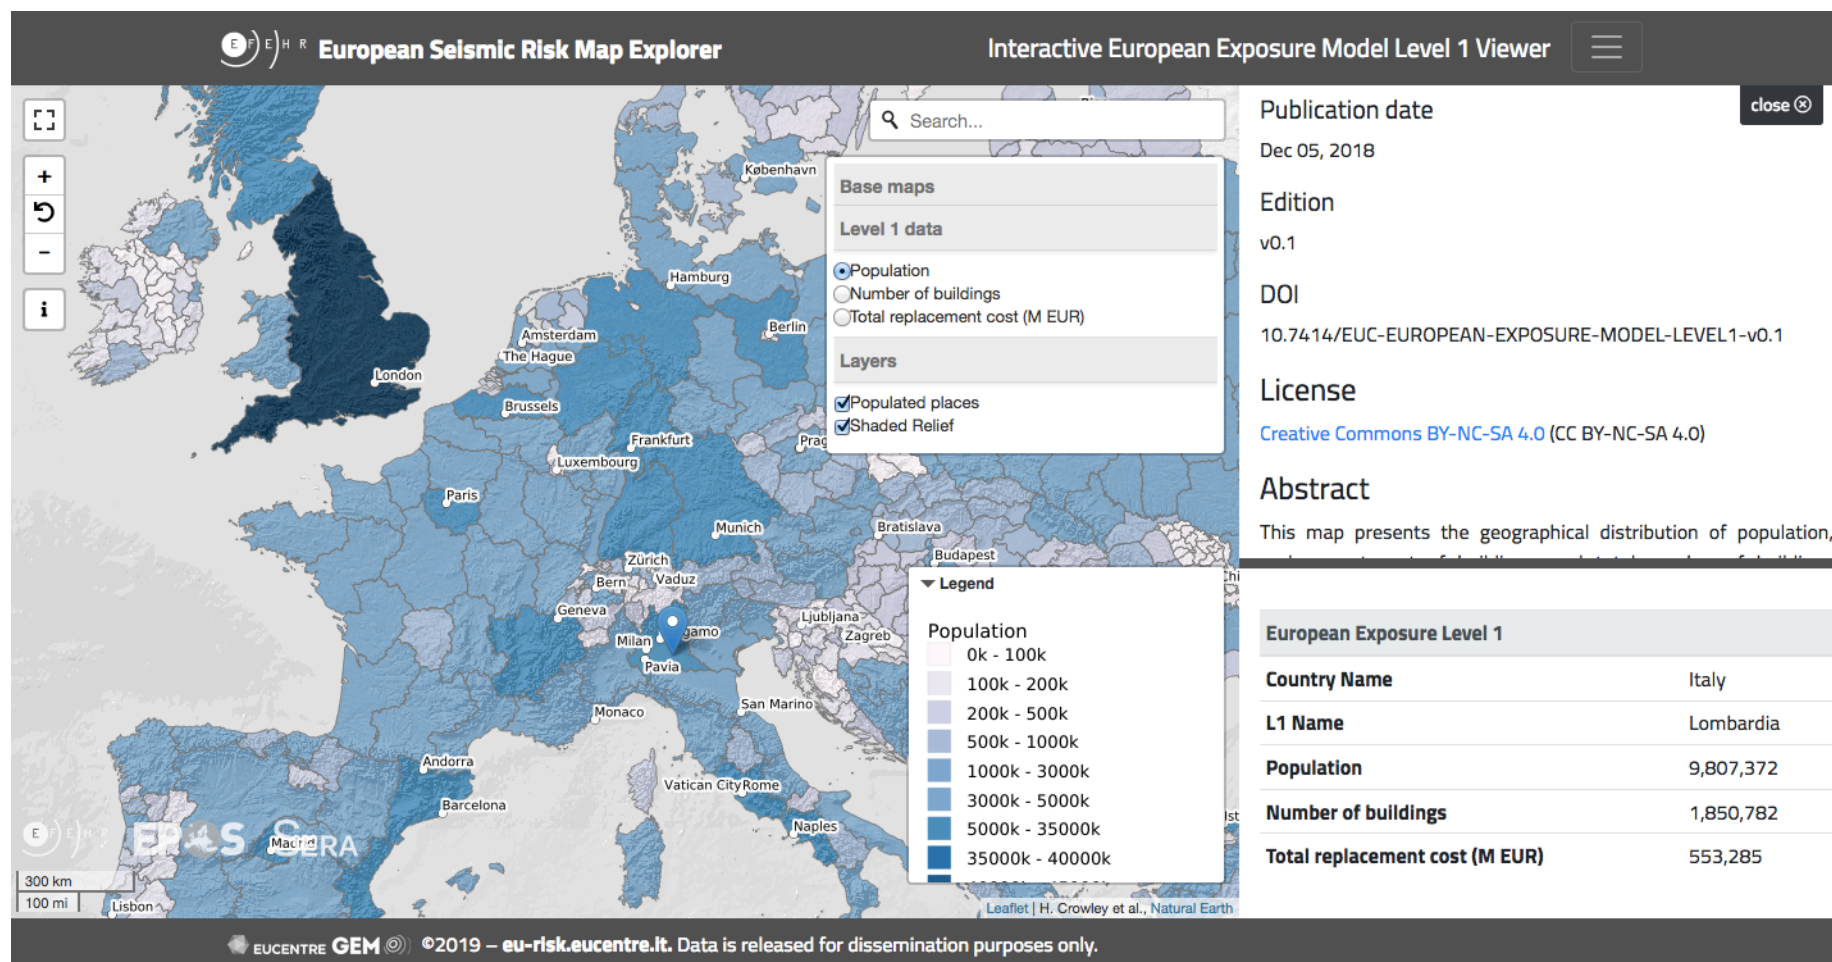 E F E H R European Seismic Risk Map Explorer
Interactive European Exposure Model Level 1 Viewer
Search...
Base maps
Level 1 data
Population
Number of buildings
Total replacement cost (M EUR)
Layers
Populated places
Shaded Relief
København
Hamburg
Berlin
Amsterdam
The Hague
London
Brussels
Frankfurt
Prag
Luxembourg
Paris
Munich
Bratislava
Budapest
Zürich
Bern
Vaduz
Geneva
Ljubljana
Zagreb
Milan
gamo
Pavia
San Marino
Monaco
Andorra
Vatican City
Rome
Barcelona
Naples
Madrid
Lisbon
E F E H R EPOS SERA
300 km
100 mi
Legend
Population
0k - 100k
100k - 200k
200k - 500k
500k - 1000k
1000k - 3000k
3000k - 5000k
5000k - 35000k
35000k - 40000k
Leaflet | H. Crowley et al., Natural Earth
close
Publication date
Dec 05, 2018
Edition
v0.1
DOI
10.7414/EUC-EUROPEAN-EXPOSURE-MODEL-LEVEL1-v0.1
License
Creative Commons BY-NC-SA 4.0 (CC BY-NC-SA 4.0)
Abstract
This map presents the geographical distribution of population,
European Exposure Level 1
Country Name Italy
L1 Name Lombardia
Population 9,807,372
Number of buildings 1,850,782
Total replacement cost (M EUR) 553,285
EUCENTRE GEM ©2019 – eu-risk.eucentre.it. Data is released for dissemination purposes only.